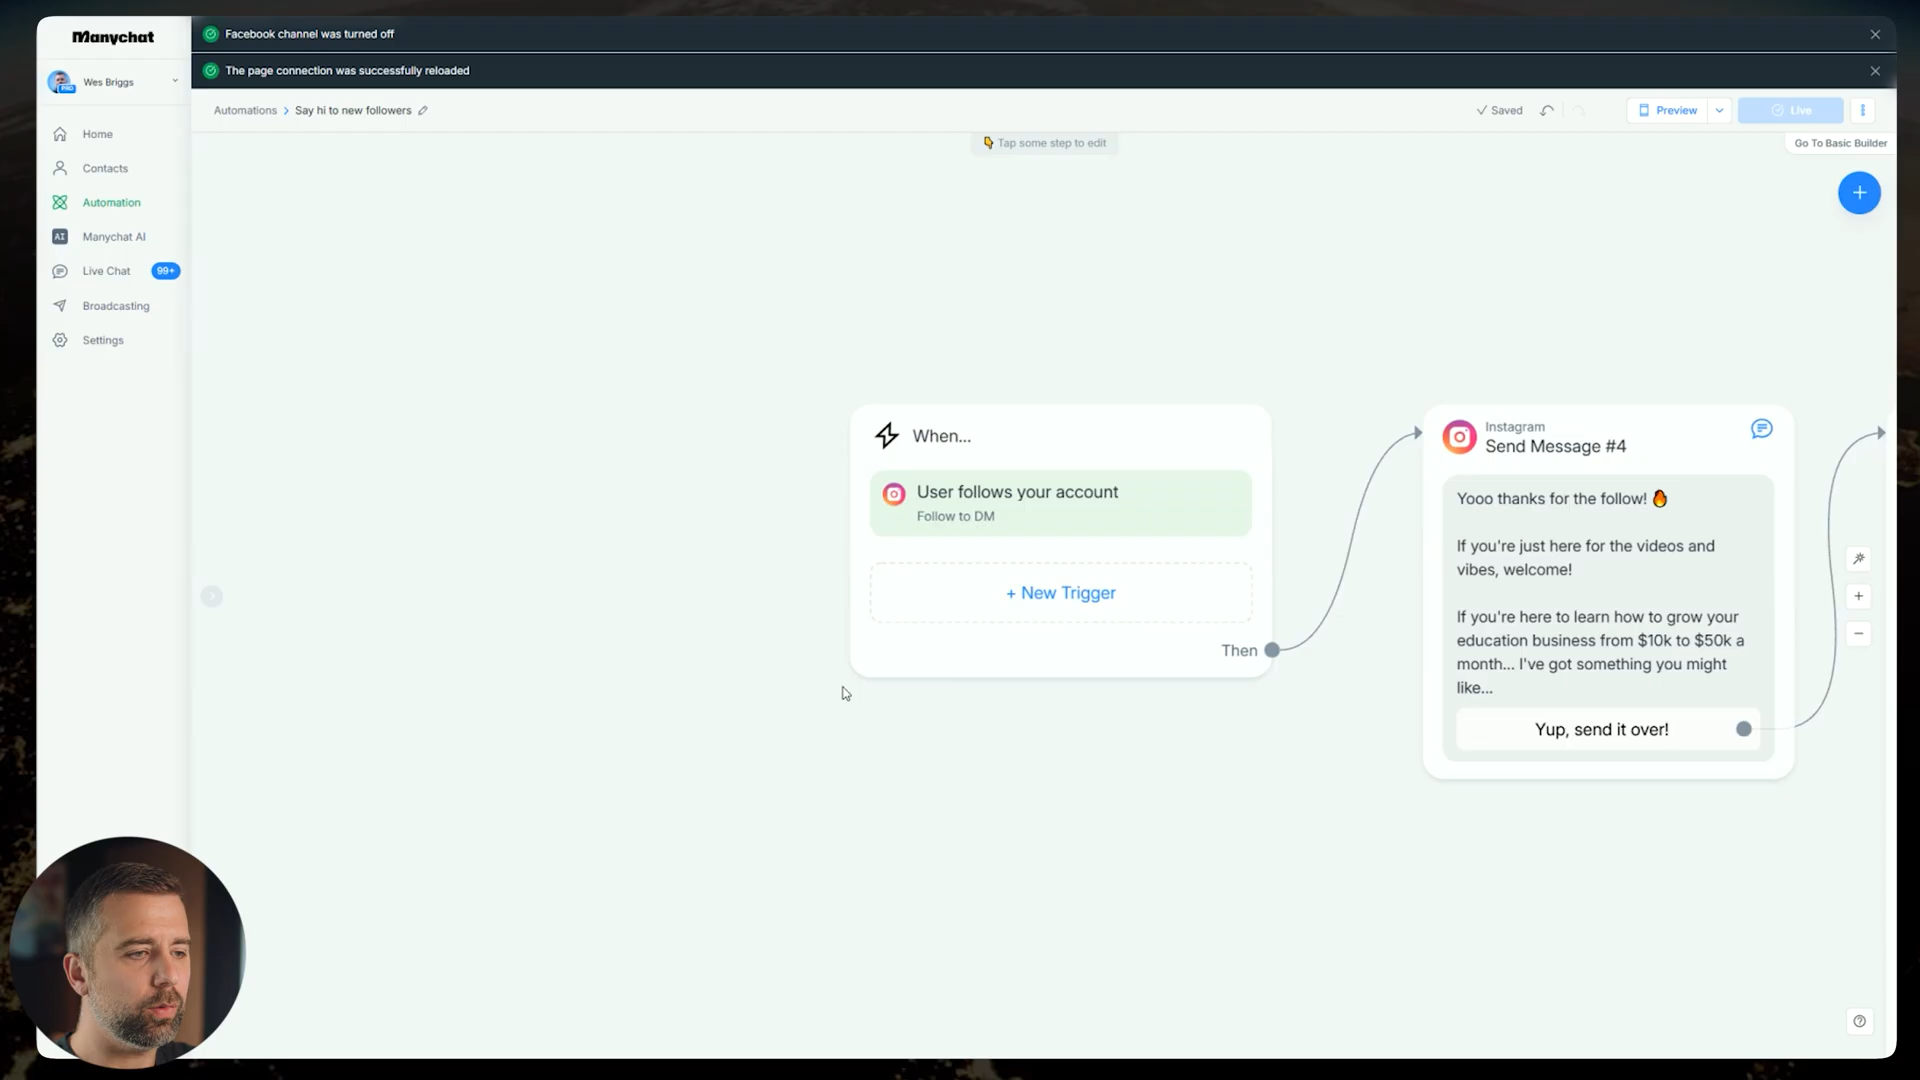 Manychat
Facebook channel was turned off
The page connection was successfully reloaded
PRO
Wes Briggs
Automations > Say hi to new followers
Saved
Preview
Live
Tap some step to edit
Go To Basic Builder
Home
Contacts
Automation
AI Manychat AI
Live Chat 99+
Broadcasting
Settings
When...
User follows your account
Follow to DM
+ New Trigger
Then
Instagram
Send Message #4
Yooo thanks for the follow! 🔥
If you're just here for the videos and
vibes, welcome!
If you're here to learn how to grow your
education business from $10k to $50k a
month... I've got something you might
like...
Yup, send it over!